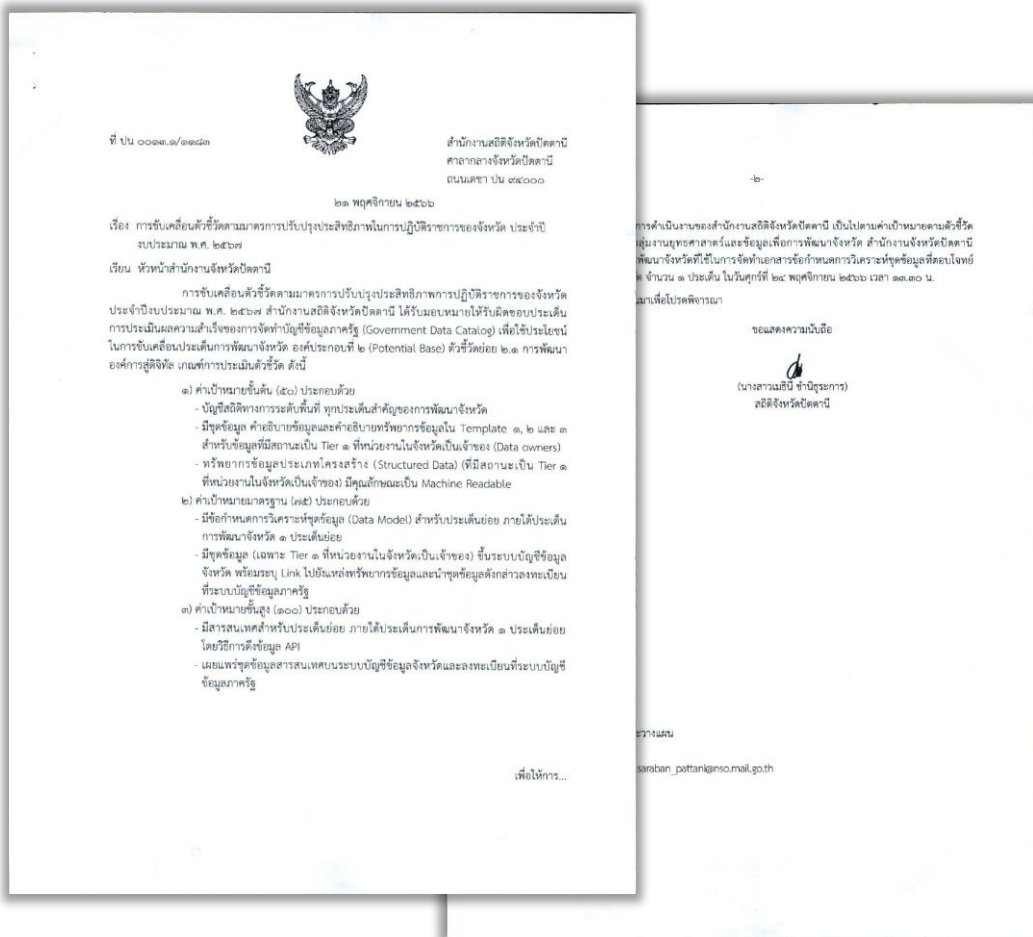 ที่ ปน ๐๐๑๓.๑/๑๑๘๓
สำนักงานสถิติจังหวัดปัตตานี
ศาลากลางจังหวัดปัตตานี
ถนนเดชา ปน ๙๔๐๐๐
๒๑ พฤศจิกายน ๒๕๖๖
เรื่อง การขับเคลื่อนตัวชี้วัดตามมาตรการปรับปรุงประสิทธิภาพในการปฏิบัติราชการของจังหวัด ประจำปี
งบประมาณ พ.ศ. ๒๕๖๗
เรียน หัวหน้าสำนักงานจังหวัดปัตตานี
การขับเคลื่อนตัวชี้วัดตามมาตรการปรับปรุงประสิทธิภาพการปฏิบัติราชการของจังหวัด
ประจำปีงบประมาณ พ.ศ. ๒๕๖๗ สำนักงานสถิติจังหวัดปัตตานี ได้รับมอบหมายให้รับผิดชอบประเด็น
การประเมินผลความสำเร็จของการจัดทำบัญชีข้อมูลภาครัฐ (Government Data Catalog) เพื่อใช้ประโยชน์
ในการขับเคลื่อนประเด็นการพัฒนาจังหวัด องค์ประกอบที่ ๒ (Potential Base) ตัวชี้วัดย่อย ๒.๑ การพัฒนา
องค์การสู่ดิจิทัล เกณฑ์การประเมินตัวชี้วัด ดังนี้
๑) ค่าเป้าหมายขั้นต้น (๕๐) ประกอบด้วย
- บัญชีสถิติทางการระดับพื้นที่ ทุกประเด็นสำคัญของการพัฒนาจังหวัด
- มีชุดข้อมูล คำอธิบายข้อมูลและคำอธิบายทรัพยากรข้อมูลใน Template ๑, ๒ และ ๓
สำหรับข้อมูลที่มีสถานะเป็น Tier ๑ ที่หน่วยงานในจังหวัดเป็นเจ้าของ (Data owners)
- ทรัพยากรข้อมูลประเภทโครงสร้าง (Structured Data) (ที่มีสถานะเป็น Tier ๑
ที่หน่วยงานในจังหวัดเป็นเจ้าของ) มีคุณลักษณะเป็น Machine Readable
๒) ค่าเป้าหมายมาตรฐาน (๗๕) ประกอบด้วย
- มีข้อกำหนดการวิเคราะห์ชุดข้อมูล (Data Model) สำหรับประเด็นย่อย ภายใต้ประเด็น
การพัฒนาจังหวัด ๑ ประเด็นย่อย
- มีชุดข้อมูล (เฉพาะ Tier ๑ ที่หน่วยงานในจังหวัดเป็นเจ้าของ) ขึ้นระบบบัญชีข้อมูล
จังหวัด พร้อมระบุ Link ไปยังแหล่งทรัพยากรข้อมูลและนำชุดข้อมูลดังกล่าวลงทะเบียน
ที่ระบบบัญชีข้อมูลภาครัฐ
๓) ค่าเป้าหมายขั้นสูง (๑๐๐) ประกอบด้วย
- มีสารสนเทศสำหรับประเด็นย่อย ภายใต้ประเด็นการพัฒนาจังหวัด ๑ ประเด็นย่อย
โดยวิธีการดึงข้อมูล API
- เผยแพร่ชุดข้อมูลสารสนเทศบนระบบบัญชีข้อมูลจังหวัดและลงทะเบียนที่ระบบบัญชี
ข้อมูลภาครัฐ
เพื่อให้การ...
-๒-
การดำเนินงานของสำนักงานสถิติจังหวัดปัตตานี เป็นไปตามค่าเป้าหมายตามตัวชี้วัด
กลุ่มงานยุทธศาสตร์และข้อมูลเพื่อการพัฒนาจังหวัด สำนักงานจังหวัดปัตตานี
พัฒนาจังหวัดที่ใช้ในการจัดทำเอกสารข้อกำหนดการวิเคราะห์ชุดข้อมูลที่ตอบโจทย์
จำนวน ๑ ประเด็น ในวันศุกร์ที่ ๒๔ พฤศจิกายน ๒๕๖๖ เวลา ๑๓.๓๐ น.
มาเพื่อโปรดพิจารณา
ขอแสดงความนับถือ
(นางสาวเมธินี ชำนิธุระการ)
สถิติจังหวัดปัตตานี
วางแผน
saraban_pattani@nso.mail.go.th